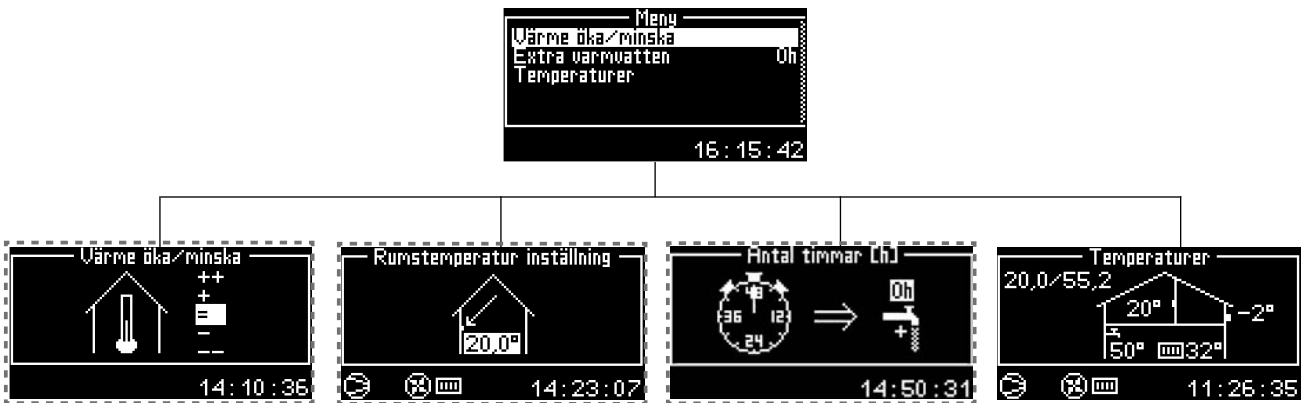 Meny
Värme öka/minska
Extra varmvatten 0h
Temperaturer
16:15:42
Värme öka/minska
++
+
=
-
--
14:10:36
Rumstemperatur inställning
20,0°
14:23:07
Antal timmar [h]
48
36 12
24
0h
+
14:50:31
Temperaturer
20,0/55,2
20° -2°
50° 32°
11:26:35